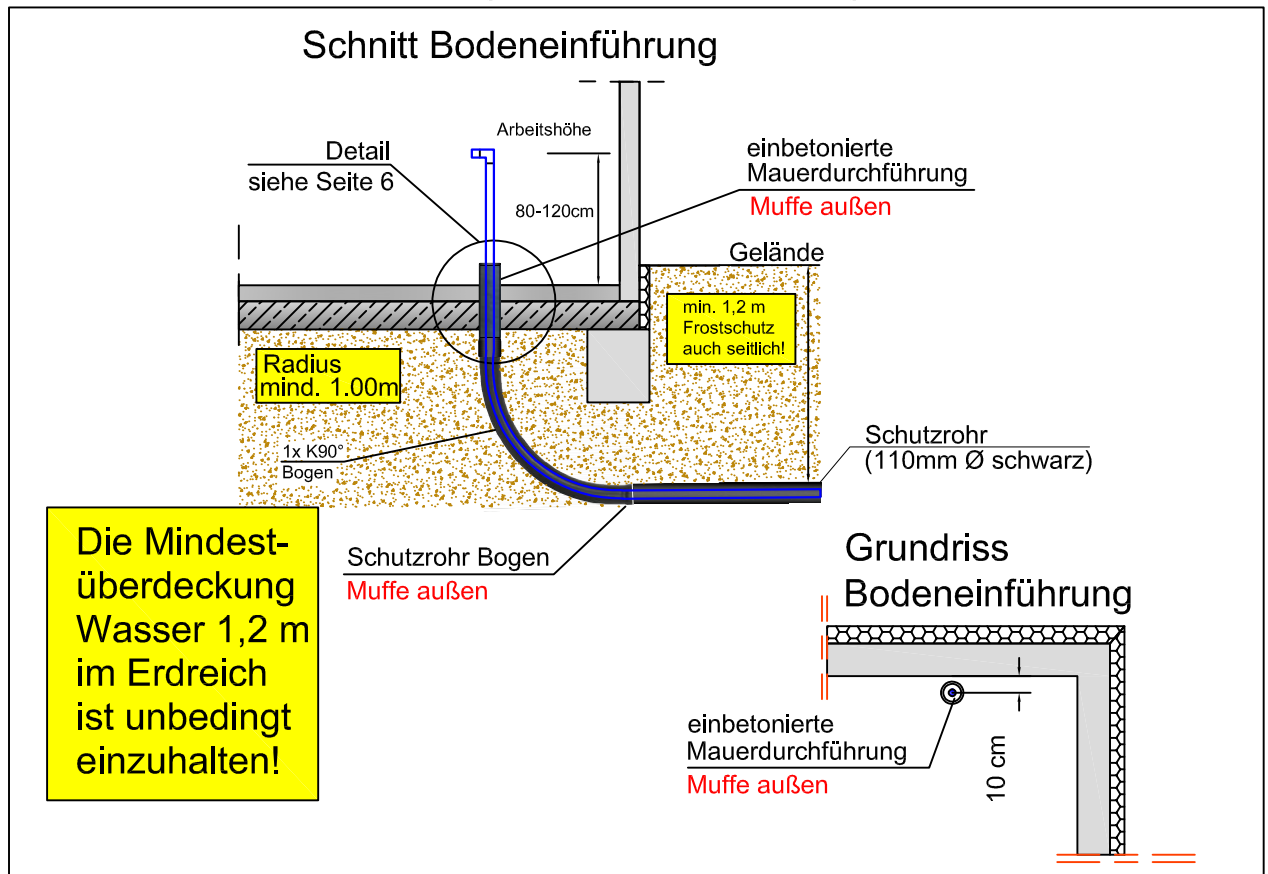 Schnitt Bodeneinführung
Arbeitshöhe
Detail
siehe Seite 6
80-120cm
einbetonierte
Mauerdurchführung
Muffe außen
Gelände
min. 1,2 m
Frostschutz
auch seitlich!
Radius
mind. 1.00m
1x K90°
Bogen
Schutzrohr
(110mm Ø schwarz)
Schutzrohr Bogen
Muffe außen
Die Mindest-
überdeckung
Wasser 1,2 m
im Erdreich
ist unbedingt
einzuhalten!
Grundriss
Bodeneinführung
einbetonierte
Mauerdurchführung
Muffe außen
10 cm